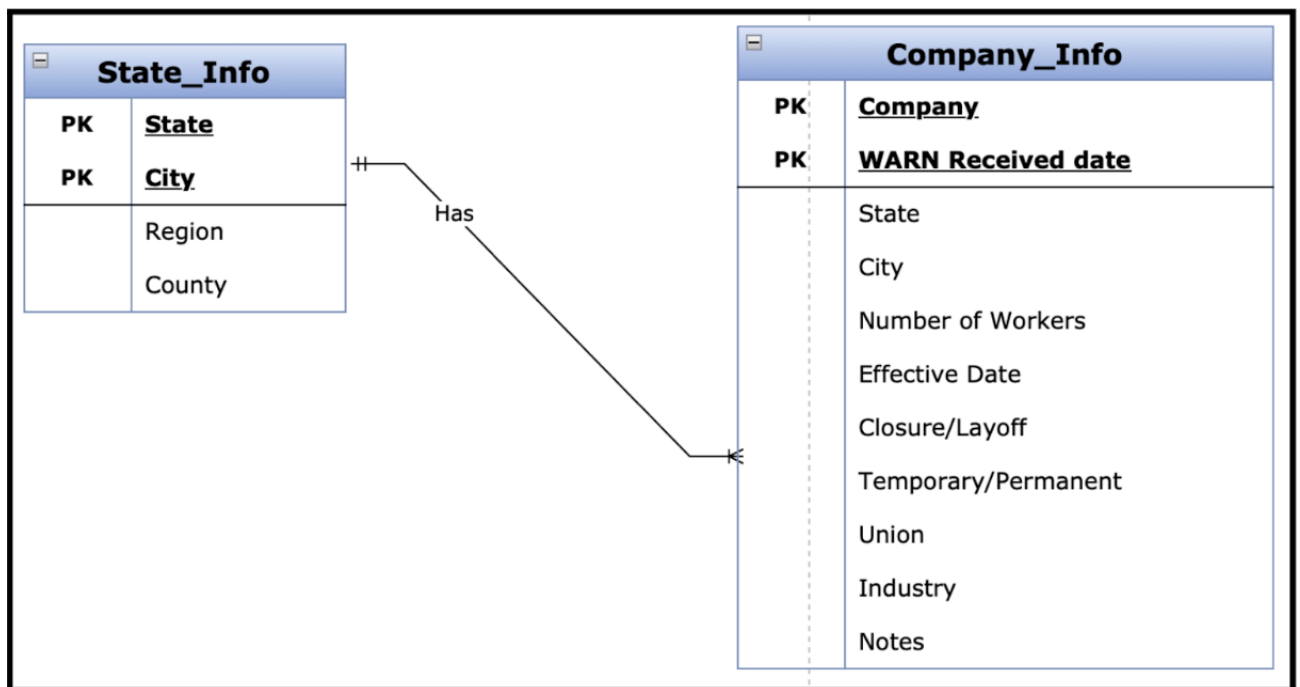 State_Info
PK State
PK City
Region
County
Has
Company_Info
PK Company
PK WARN Received date
State
City
Number of Workers
Effective Date
Closure/Layoff
Temporary/Permanent
Union
Industry
Notes